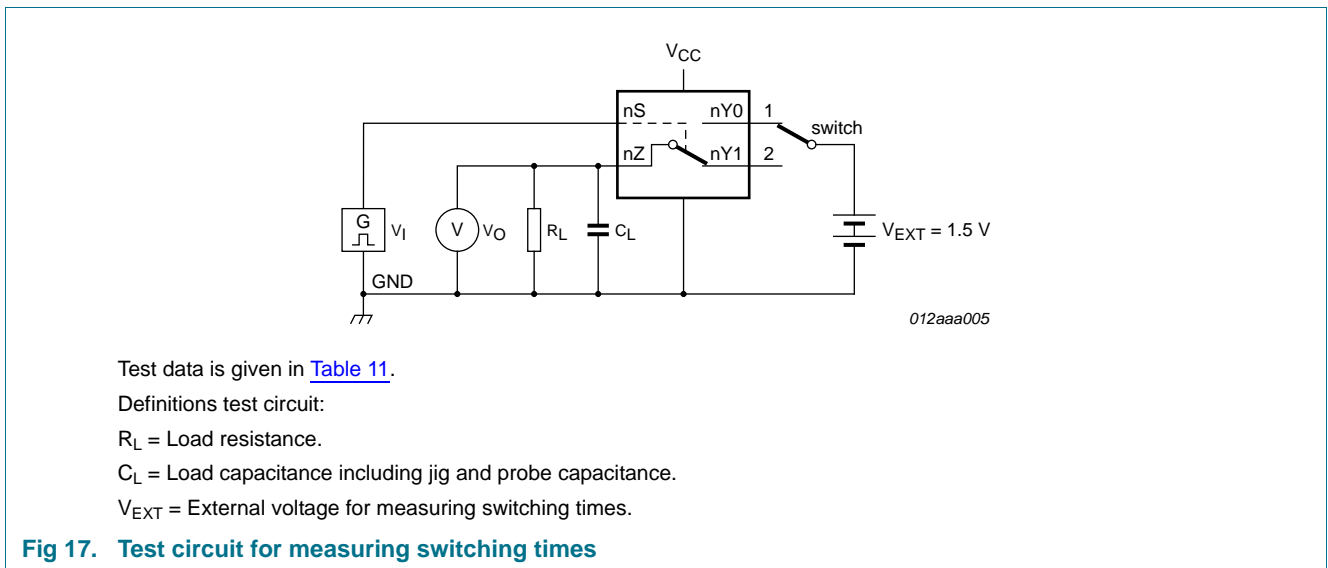 VCC
nS nY0 1
switch
nZ nY1 2
G VI V VO RL CL VEXT = 1.5 V
GND
012aaa005
Test data is given in Table 11.
Definitions test circuit:
RL = Load resistance.
CL = Load capacitance including jig and probe capacitance.
VEXT = External voltage for measuring switching times.
Fig 17. Test circuit for measuring switching times